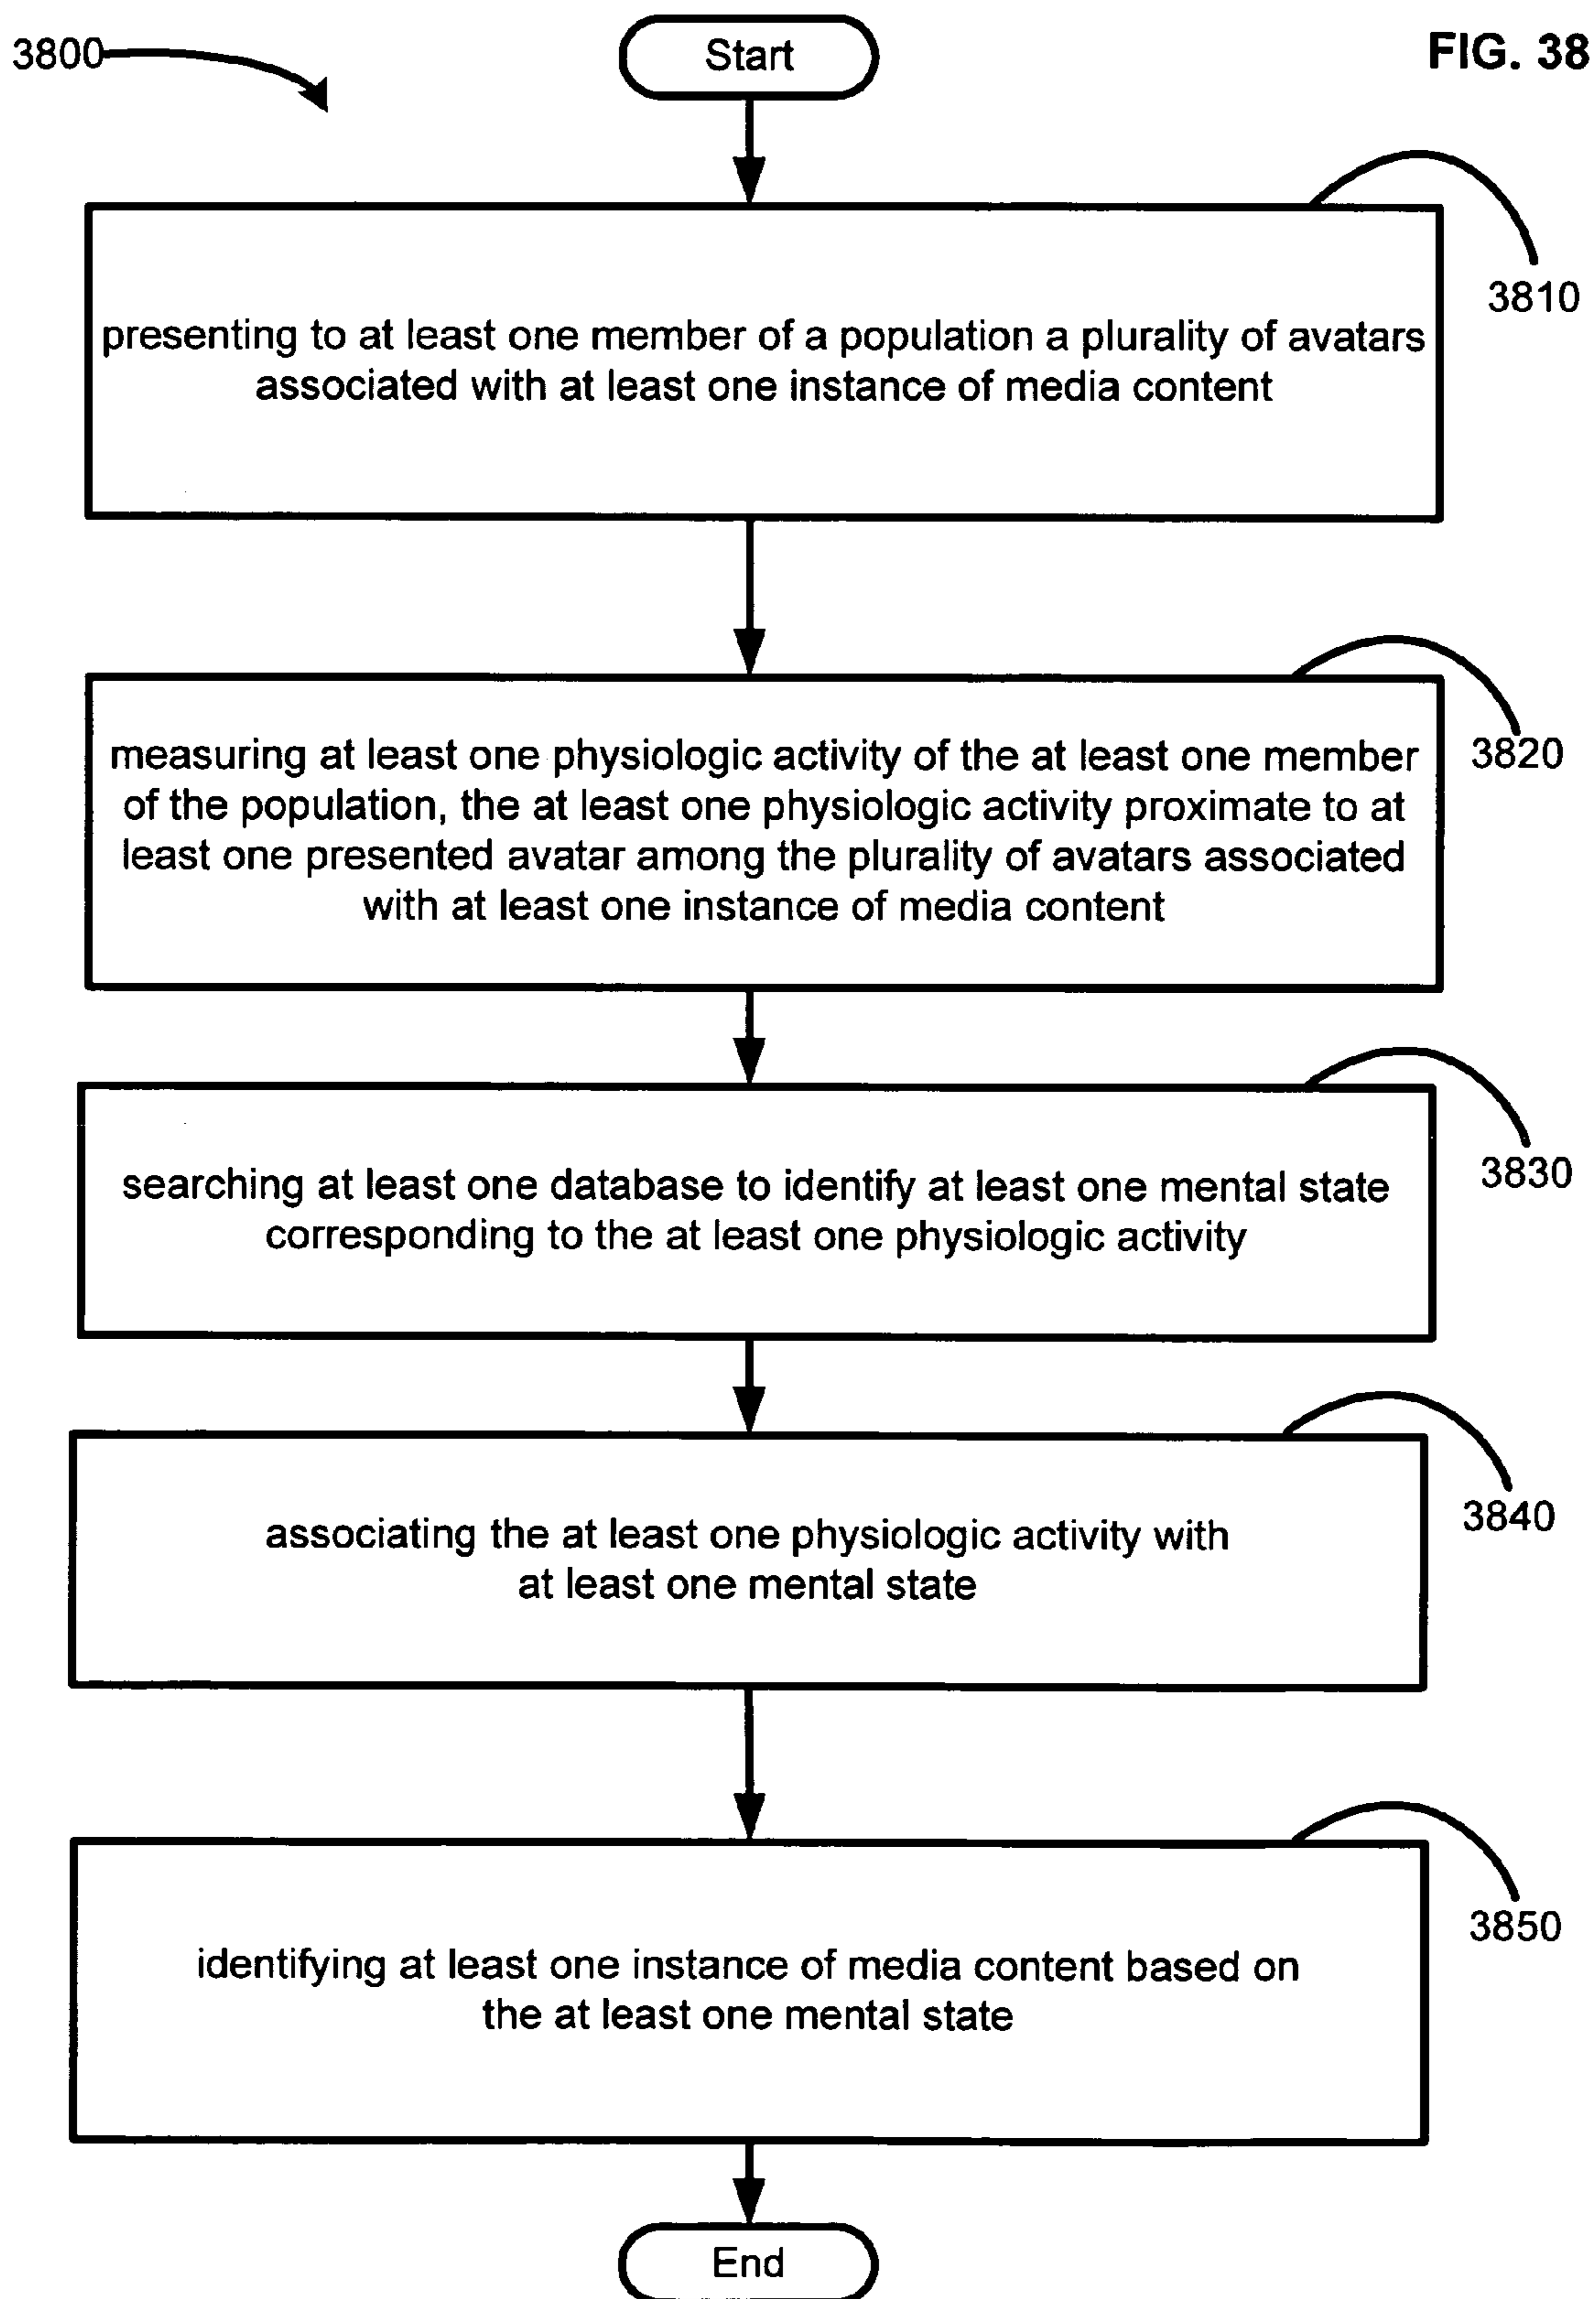 3800
Start
FIG. 38
presenting to at least one member of a population a plurality of avatars
associated with at least one instance of media content
3810
measuring at least one physiologic activity of the at least one member
of the population, the at least one physiologic activity proximate to at
least one presented avatar among the plurality of avatars associated
with at least one instance of media content
3820
searching at least one database to identify at least one mental state
corresponding to the at least one physiologic activity
3830
associating the at least one physiologic activity with
at least one mental state
3840
identifying at least one instance of media content based on
the at least one mental state
3850
End